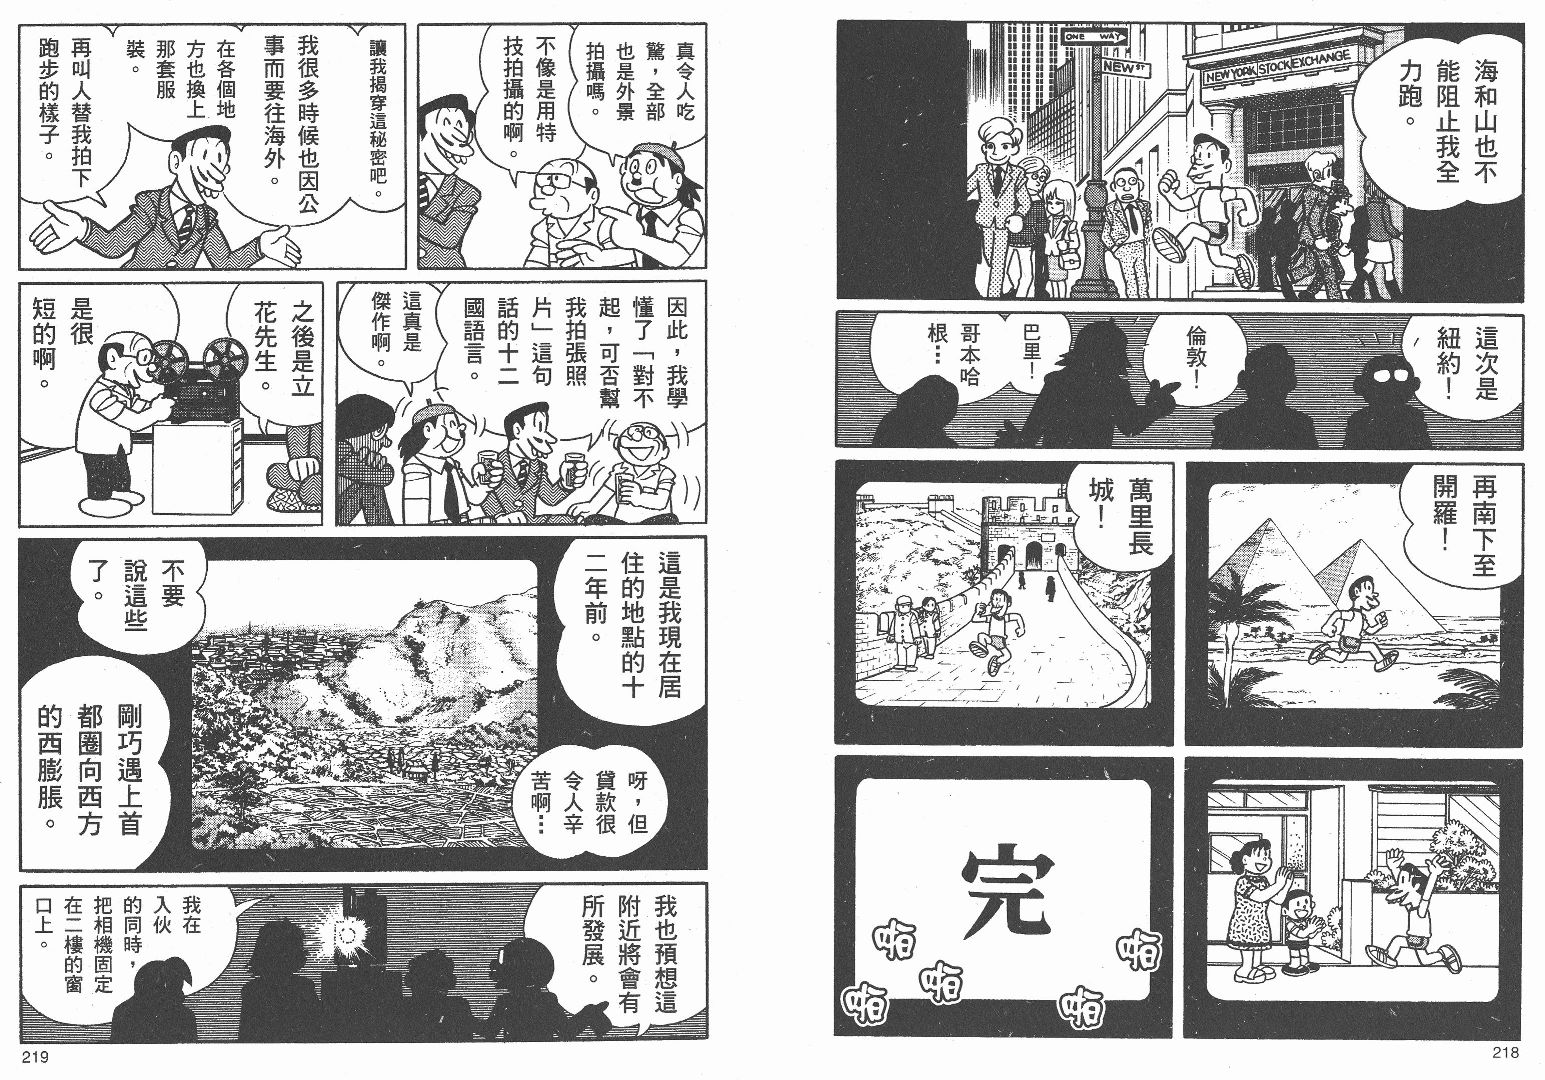 海和山也不
能阻止我全
力跑。
ONE WAY
NEW ST
NEW YORK STOCK EXCHANGE
這次是
紐約！
倫敦！
巴里！
哥本哈
根…
再南下至
開羅！
萬里長
城！
完
啪
啪
啪
啪
啪
218
真令人吃
驚，全部
也是外景
拍攝嗎。
不像是用特
技拍攝的啊。
讓我揭穿這秘密吧。
我很多時候也因公
事而要往海外。
在各個地
方也換上
那套服
裝。
再叫人替我拍下
跑步的樣子。
因此，我學
懂了「對不
起，可否幫
我拍張照
片」這句
話的十二
國語言。
這真是
傑作啊。
之後是立
花先生。
是很
短的啊。
這是我現在居
住的地點的十
二年前。
不要
說這些
了。
呀，但
貸款很
令人辛
苦啊…
剛巧遇上首
都圈向西方
的西膨脹。
我也預想這
附近將會有
所發展。
我在
入伙
的同時，
把相機固定
在二樓的窗
口上。
219